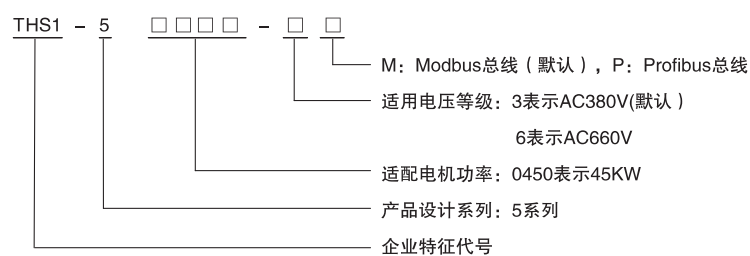 THS1 - 5 □□□□ - □ □
M：Modbus总线（默认），P：Profibus总线
适用电压等级：3表示AC380V(默认）
6表示AC660V
适配电机功率：0450表示45KW
产品设计系列：5系列
企业特征代号